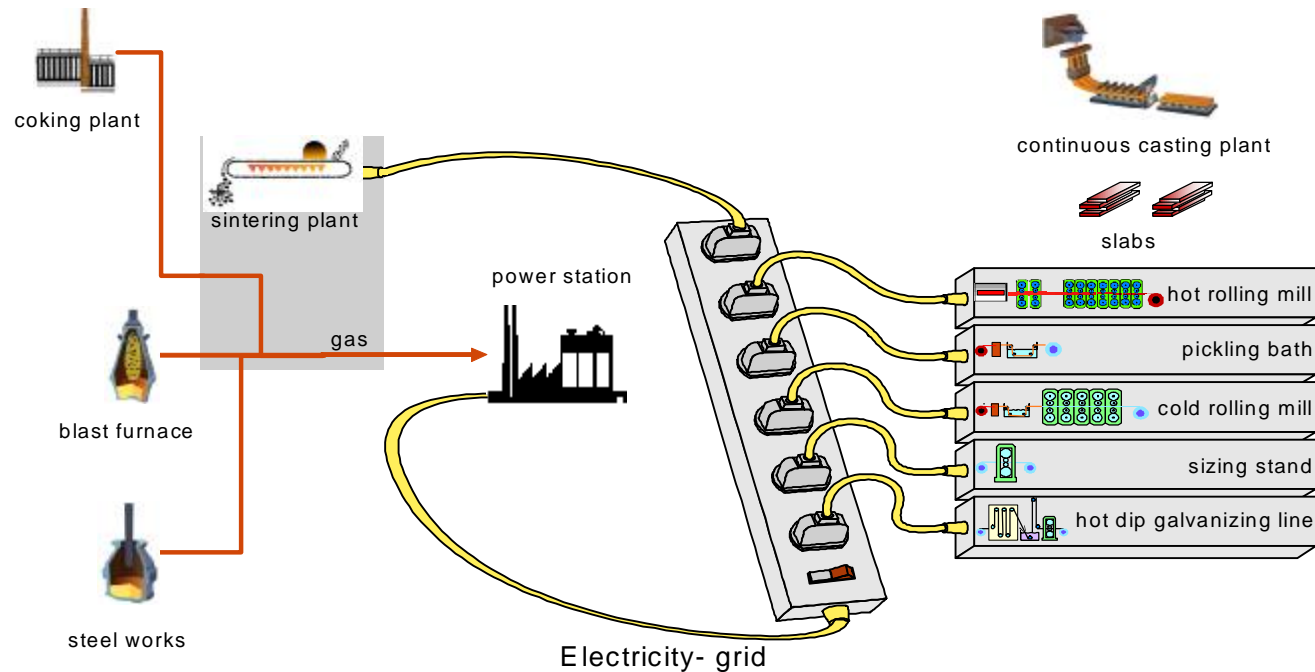 coking plant
sintering plant
continuous casting plant
slabs
power station
gas
blast furnace
steel works
hot rolling mill
pickling bath
cold rolling mill
sizing stand
hot dip galvanizing line
Electricity- grid